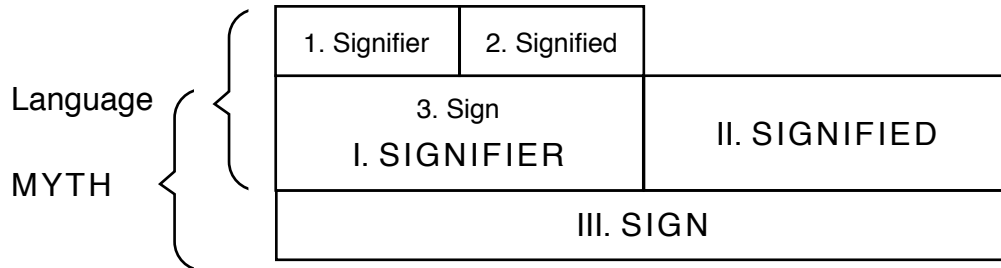 1. Signifier
2. Signified
Language
3. Sign
I. SIGNIFIER
II. SIGNIFIED
MYTH
III. SIGN